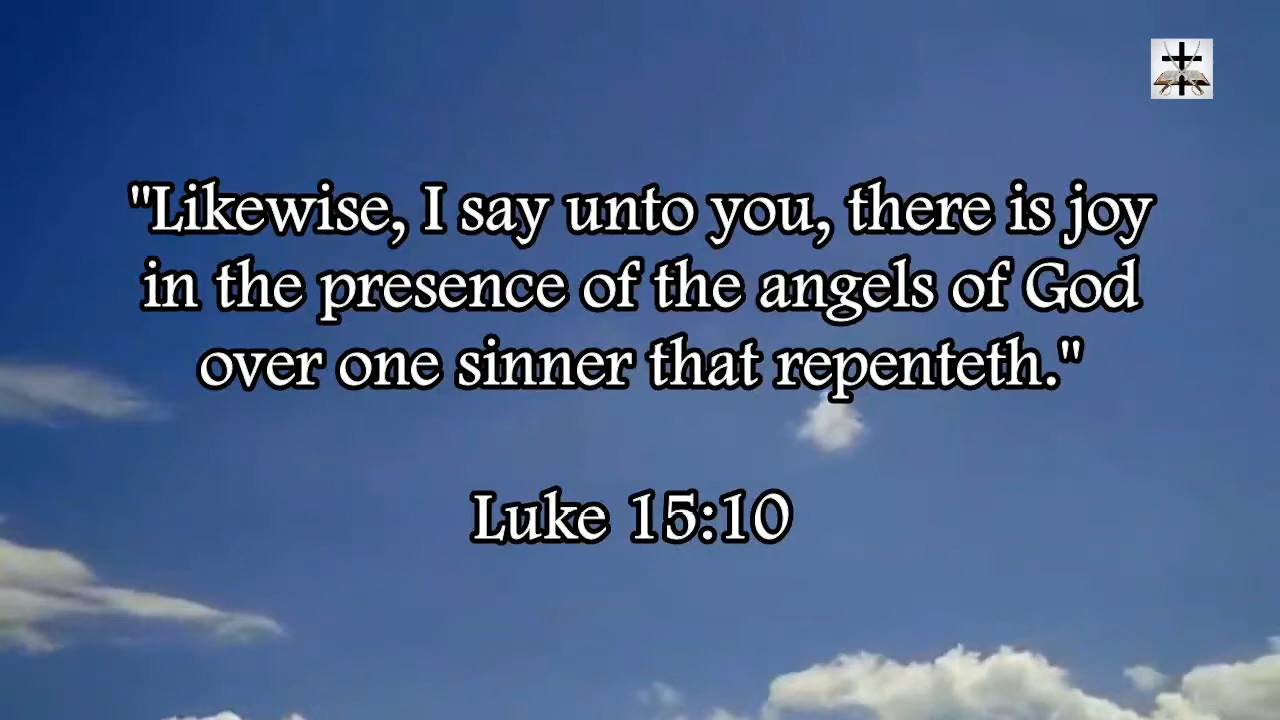 "Likewise, I say unto you, there is joy
in the presence of the angels of God
over one sinner that repenteth."
Luke 15:10